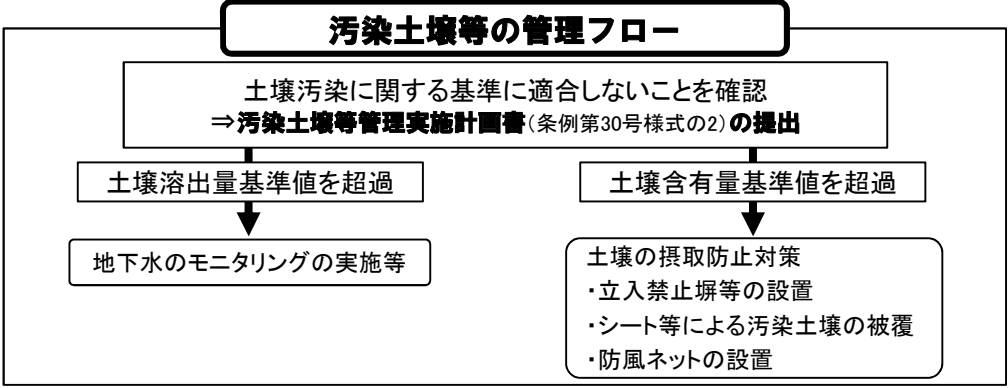 汚染土壌等の管理フロー
土壌汚染に関する基準に適合しないことを確認
⇒汚染土壌等管理実施計画書(条例第30号様式の2)の提出
土壌溶出量基準値を超過
土壌含有量基準値を超過
地下水のモニタリングの実施等
土壌の摂取防止対策
・立入禁止塀等の設置
・シート等による汚染土壌の被覆
・防風ネットの設置